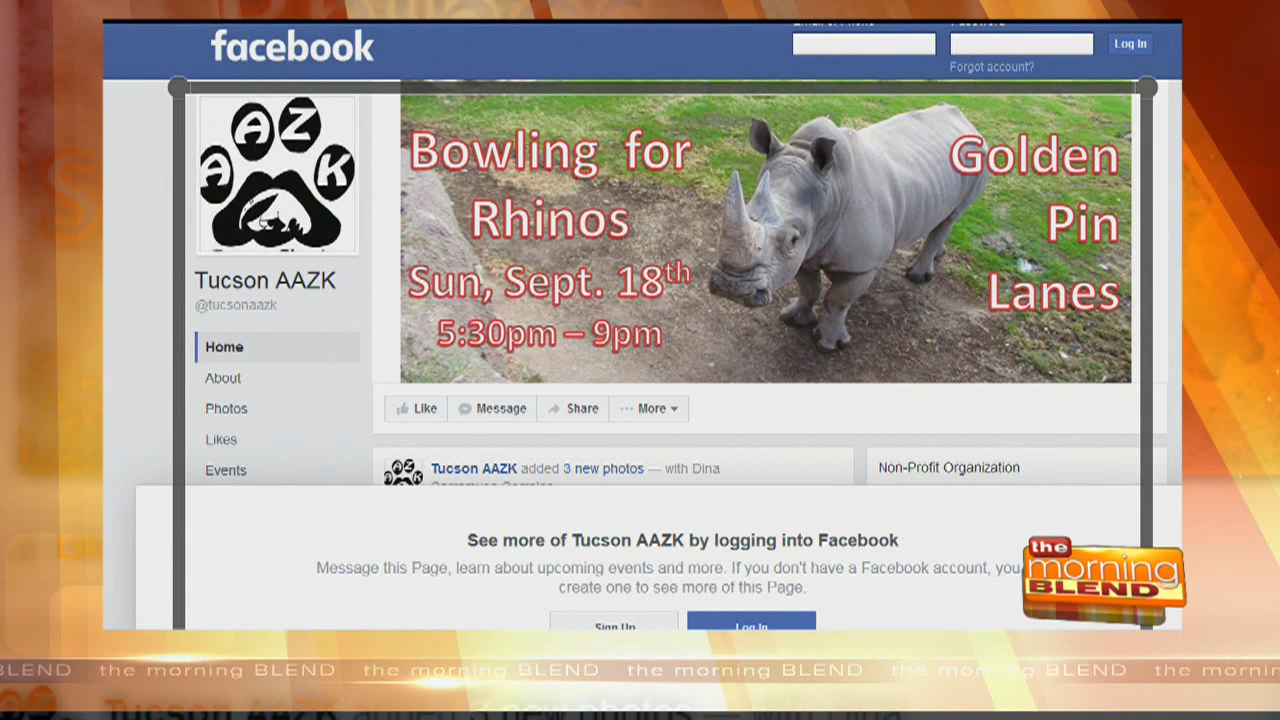 facebook
Log In
Forgot account?
A A Z K
Tucson AAZK
@tucsonaazk
Home
About
Photos
Likes
Events
Bowling for
Rhinos
Sun, Sept. 18th
5:30pm – 9pm
Golden
Pin
Lanes
Like
Message
Share
More
Tucson AAZK added 3 new photos — with Dina
Non-Profit Organization
See more of Tucson AAZK by logging into Facebook
Message this Page, learn about upcoming events and more. If you don't have a Facebook account, you
create one to see more of this Page.
Sign Up
Log In
the
morning
BLEND
BLEND the morning BLEND the morning BLEND the morning BLEND the morning BLEND the morning